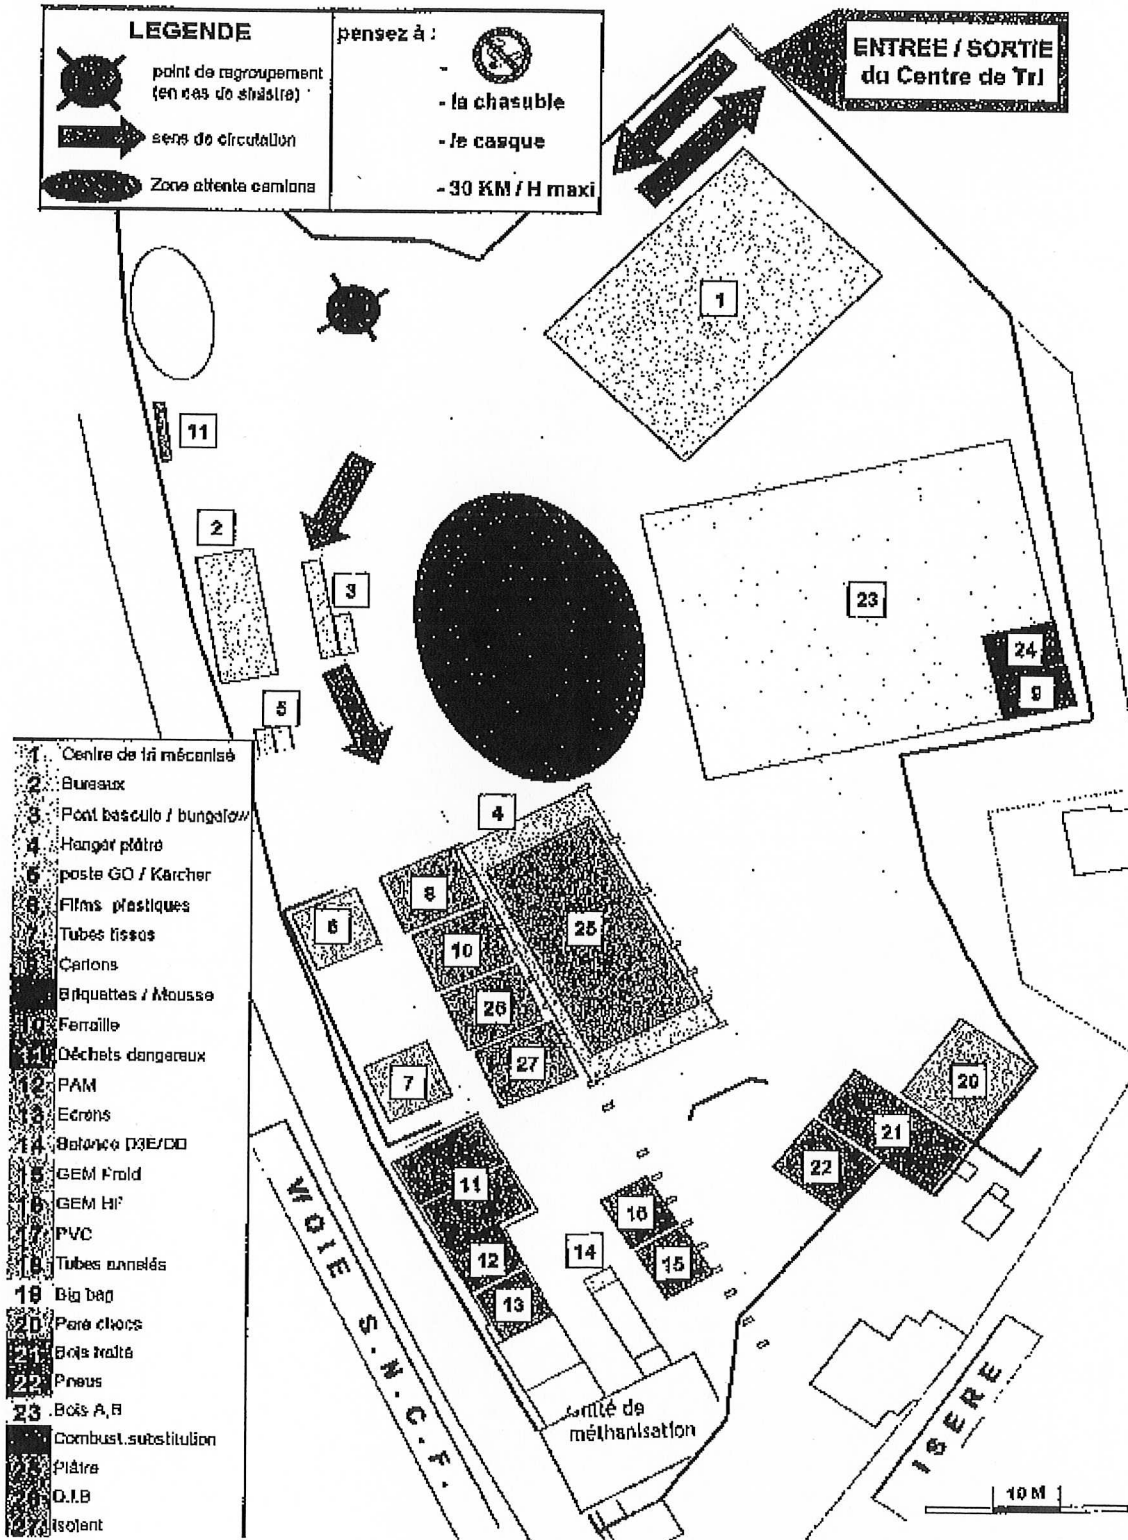 LEGENDE
point de regroupement
(en cas de sinistre)
sens de circulation
Zone attente camions
pensez à :
-
- la chasuble
- le casque
- 30 KM / H maxi
ENTREE / SORTIE
du Centre de Tri
1
11
2
3
23
24
9
5
4
8
6
10
25
26
27
7
20
21
22
11
16
14
15
12
13
1 Centre de tri mécanisé
2 Bureaux
3 Pont bascule / bungalow
4 Hangar plâtre
5 poste GO / Karcher
6 Films plastiques
7 Tubes tissos
8 Cartons
Briquettes / Mousse
10 Ferraille
11 Déchets dangereux
12 PAM
13 Ecrans
14 Balance D3E/DD
15 GEM Froid
16 GEM HF
17 PVC
18 Tubes annelés
19 Big bag
20 Pare chocs
21 Bois traité
22 Pneus
23 Bois A,B
Combust.substitution
25 Plâtre
26 D.I.B
27 Isolant
VOIE S.N.C.F.
Unité de
méthanisation
ISERE
10 M